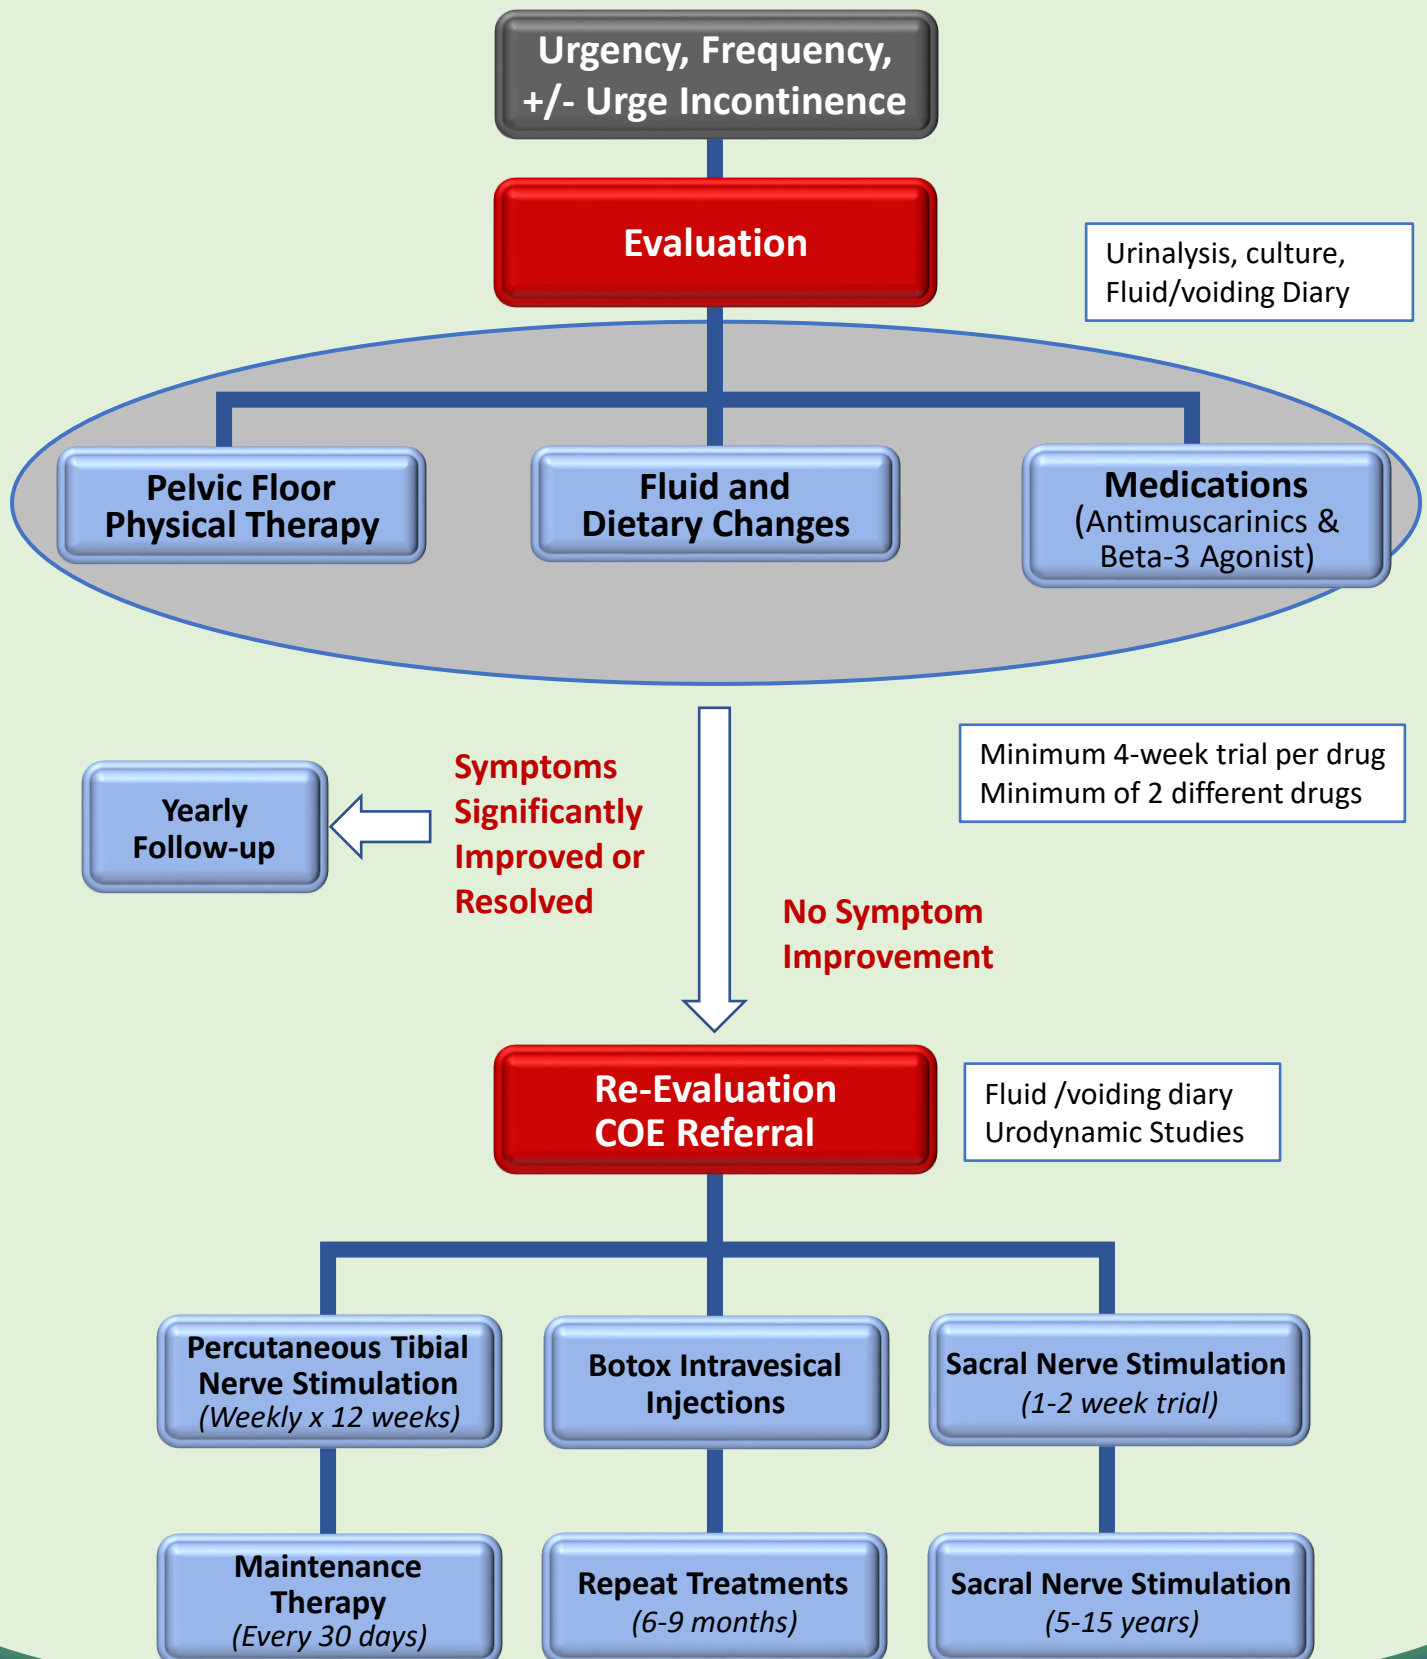 Urgency, Frequency,
+/- Urge Incontinence
Evaluation
Urinalysis, culture,
Fluid/voiding Diary
Pelvic Floor
Physical Therapy
Fluid and
Dietary Changes
Medications
(Antimuscarinics &
Beta-3 Agonist)
Minimum 4-week trial per drug
Minimum of 2 different drugs
Yearly
Follow-up
Symptoms
Significantly
Improved or
Resolved
No Symptom
Improvement
Re-Evaluation
COE Referral
Fluid /voiding diary
Urodynamic Studies
Percutaneous Tibial
Nerve Stimulation
(Weekly x 12 weeks)
Botox Intravesical
Injections
Sacral Nerve Stimulation
(1-2 week trial)
Maintenance
Therapy
(Every 30 days)
Repeat Treatments
(6-9 months)
Sacral Nerve Stimulation
(5-15 years)